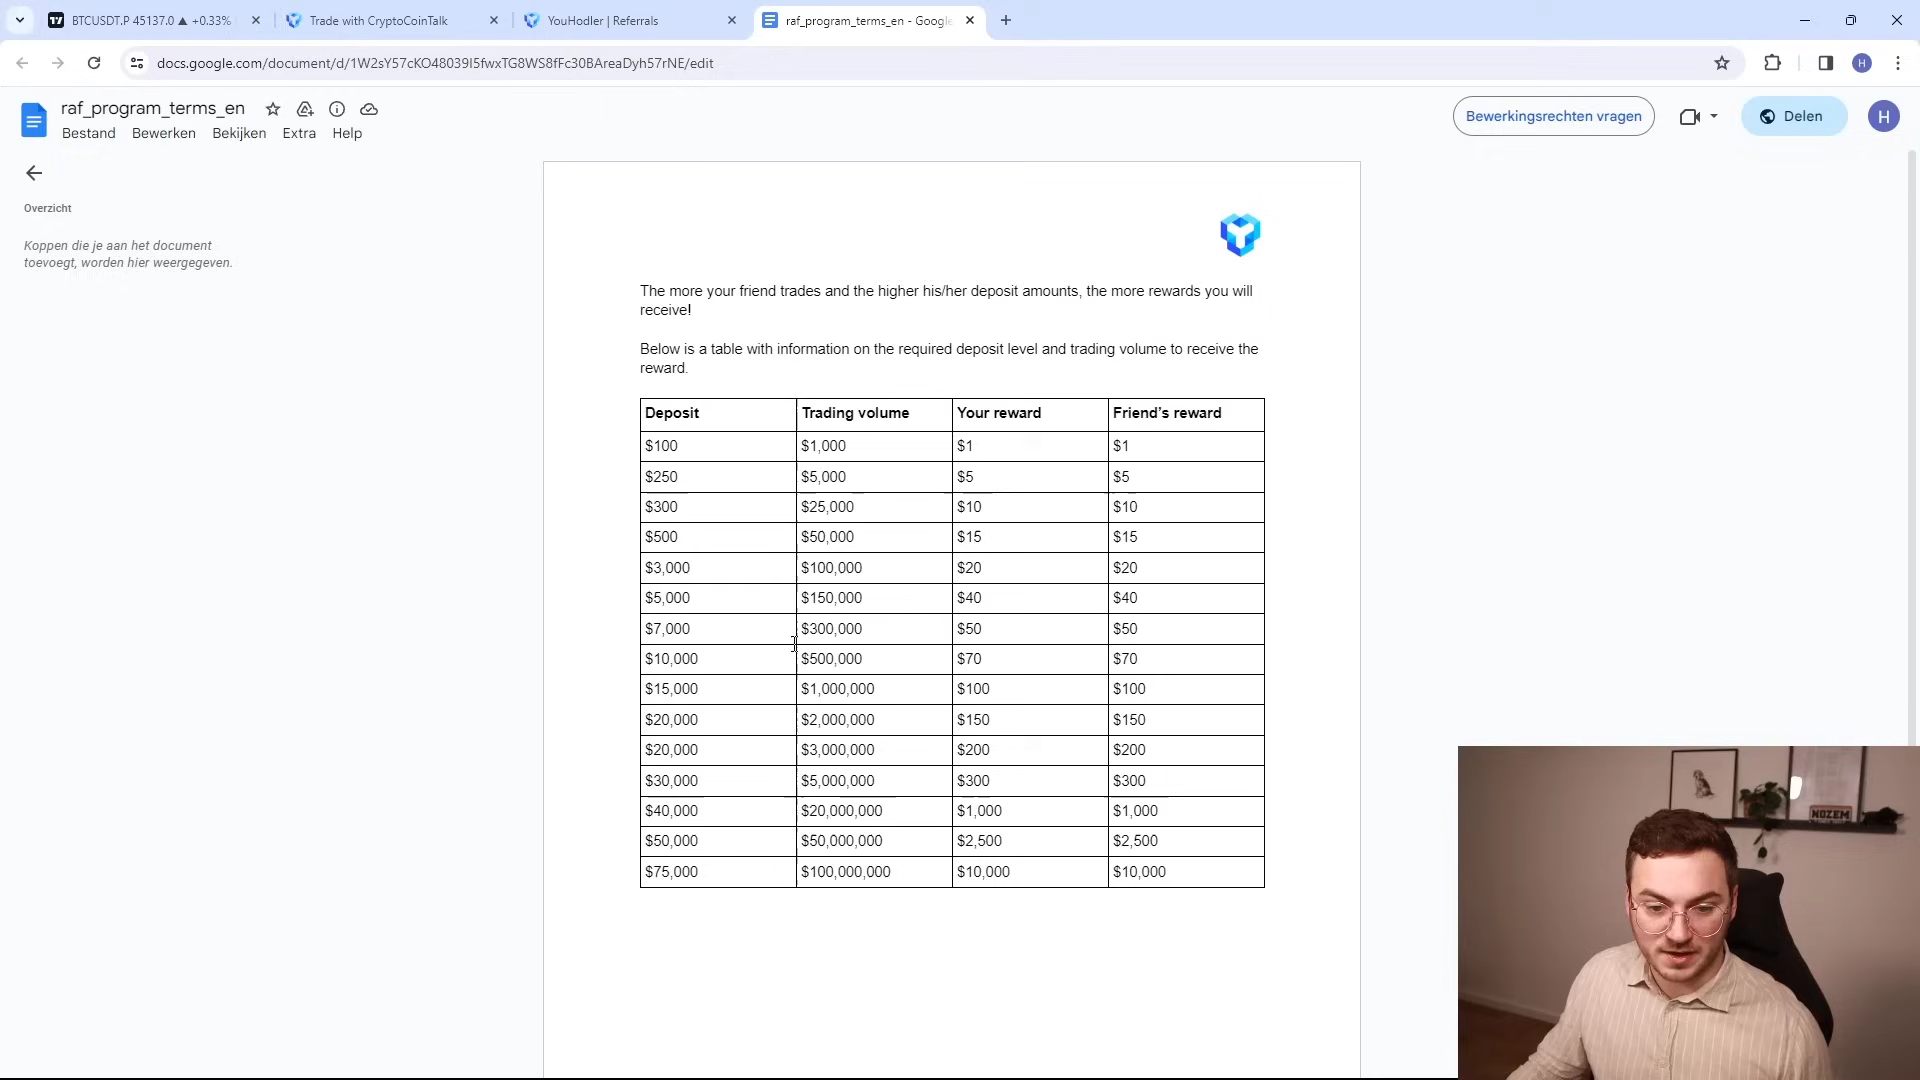 BTCUSDT.P 45137.0 ▲ +0.33%
Trade with CryptoCoinTalk
YouHodler | Referrals
raf_program_terms_en - Google
docs.google.com/document/d/1W2sY57cKO48039I5fwxTG8WS8fFc30BAreaDyh57rNE/edit
H
raf_program_terms_en
Bestand Bewerken Bekijken Extra Help
Bewerkingsrechten vragen
Delen
H
Overzicht
Koppen die je aan het document
toevoegt, worden hier weergegeven.
The more your friend trades and the higher his/her deposit amounts, the more rewards you will
receive!
Below is a table with information on the required deposit level and trading volume to receive the
reward.
Deposit Trading volume Your reward Friend's reward
$100 $1,000 $1 $1
$250 $5,000 $5 $5
$300 $25,000 $10 $10
$500 $50,000 $15 $15
$3,000 $100,000 $20 $20
$5,000 $150,000 $40 $40
$7,000 $300,000 $50 $50
$10,000 $500,000 $70 $70
$15,000 $1,000,000 $100 $100
$20,000 $2,000,000 $150 $150
$20,000 $3,000,000 $200 $200
$30,000 $5,000,000 $300 $300
$40,000 $20,000,000 $1,000 $1,000
$50,000 $50,000,000 $2,500 $2,500
$75,000 $100,000,000 $10,000 $10,000
NOZEM